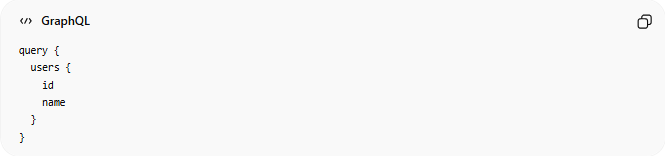 GraphQL
query {
  users {
    id
    name
  }
}